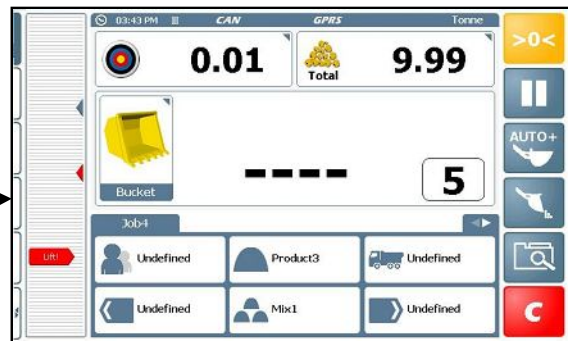 03:43 PM CAN GPRS Tonne
0.01 Total 9.99
>0<
AUTO+
Bucket ---- 5
Job4
Lift!
Undefined Product3 Undefined
Undefined Mix1 Undefined
C